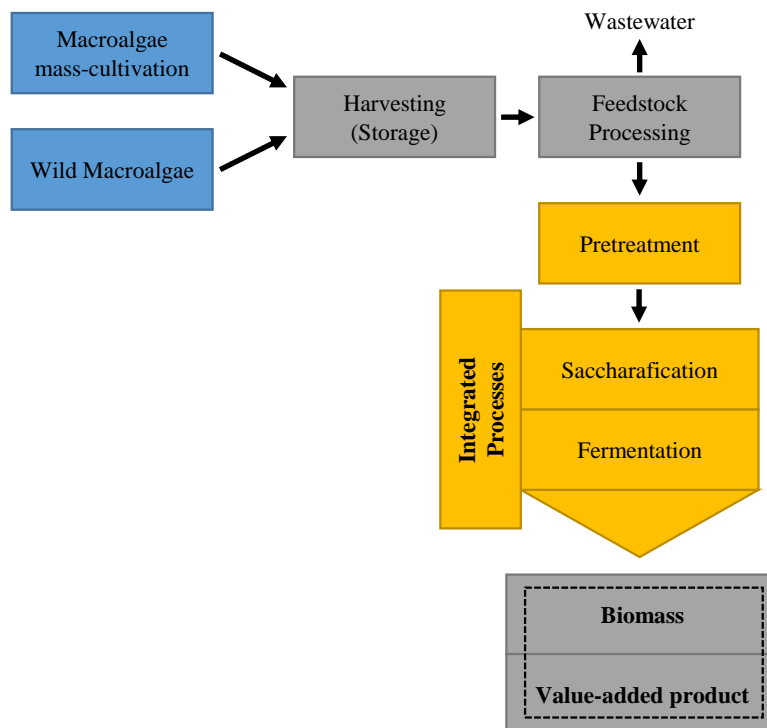 Macroalgae
mass-cultivation
Wild Macroalgae
Harvesting
(Storage)
Wastewater
Feedstock
Processing
Pretreatment
Integrated
Processes
Saccharafication
Fermentation
Biomass
Value-added product